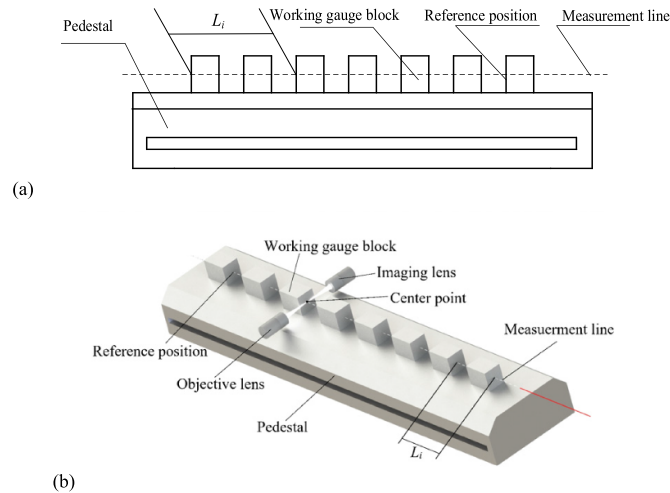 Pedestal
Li
Working gauge block
Reference position
Measurement line
(a)
Working gauge block
Imaging lens
Center point
Measuerment line
Reference position
Objective lens
Pedestal
Li
(b)